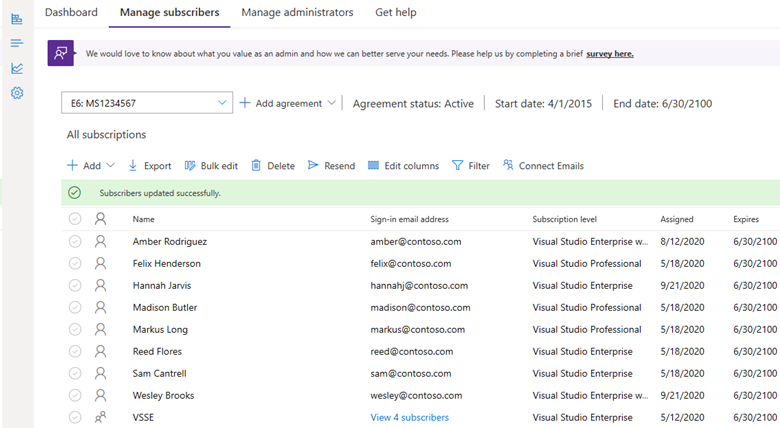 Dashboard Manage subscribers Manage administrators Get help
We would love to know about what you value as an admin and how we can better serve your needs. Please help us by completing a brief survey here.
E6: MS1234567 Add agreement Agreement status: Active Start date: 4/1/2015 End date: 6/30/2100
All subscriptions
Add Export Bulk edit Delete Resend Edit columns Filter Connect Emails
Subscribers updated successfully.
Name Sign-in email address Subscription level Assigned Expires
Amber Rodriguez amber@contoso.com Visual Studio Enterprise w... 8/12/2020 6/30/2100
Felix Henderson felix@contoso.com Visual Studio Professional 5/18/2020 6/30/2100
Hannah Jarvis hannahj@contoso.com Visual Studio Enterprise 9/21/2020 6/30/2100
Madison Butler madison@contoso.com Visual Studio Professional 5/18/2020 6/30/2100
Markus Long markus@contoso.com Visual Studio Professional 5/18/2020 6/30/2100
Reed Flores reed@contoso.com Visual Studio Enterprise 5/18/2020 6/30/2100
Sam Cantrell sam@contoso.com Visual Studio Enterprise 5/18/2020 6/30/2100
Wesley Brooks wesley@contoso.com Visual Studio Enterprise w... 9/21/2020 6/30/2100
VSSE View 4 subscribers Visual Studio Enterprise 5/12/2020 6/30/2100